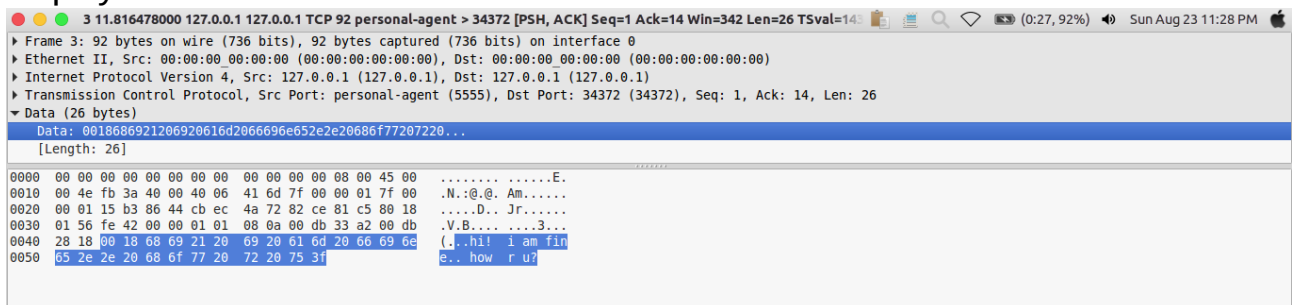 3 11.816478000 127.0.0.1 127.0.0.1 TCP 92 personal-agent > 34372 [PSH, ACK] Seq=1 Ack=14 Win=342 Len=26 TSval=143 (0:27, 92%) Sun Aug 23 11:28 PM
Frame 3: 92 bytes on wire (736 bits), 92 bytes captured (736 bits) on interface 0
Ethernet II, Src: 00:00:00_00:00:00 (00:00:00:00:00:00), Dst: 00:00:00_00:00:00 (00:00:00:00:00:00)
Internet Protocol Version 4, Src: 127.0.0.1 (127.0.0.1), Dst: 127.0.0.1 (127.0.0.1)
Transmission Control Protocol, Src Port: personal-agent (5555), Dst Port: 34372 (34372), Seq: 1, Ack: 14, Len: 26
Data (26 bytes)
Data: 0018686921206920616d2066696e652e2e20686f77207220...
[Length: 26]
0000 00 00 00 00 00 00 00 00 00 00 00 00 08 00 45 00 ........ ......E.
0010 00 4e fb 3a 40 00 40 06 41 6d 7f 00 00 01 7f 00 .N.:@.@. Am......
0020 00 01 15 b3 86 44 cb ec 4a 72 82 ce 81 c5 80 18 .....D.. Jr......
0030 01 56 fe 42 00 00 01 01 08 0a 00 db 33 a2 00 db .V.B.... ....3...
0040 28 18 00 18 68 69 21 20 69 20 61 6d 20 66 69 6e (...hi! i am fin
0050 65 2e 2e 20 68 6f 77 20 72 20 75 3f e.. how r u?